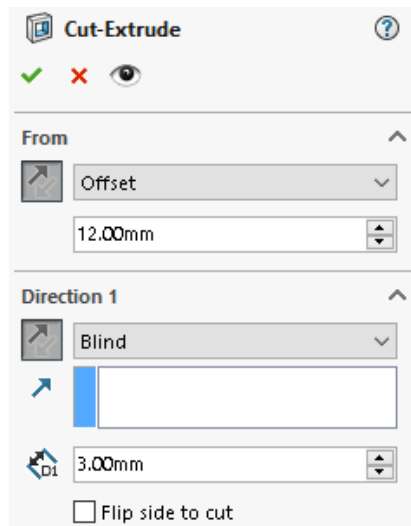 Cut-Extrude
From
Offset
12.00mm
Direction 1
Blind
D1
3.00mm
Flip side to cut